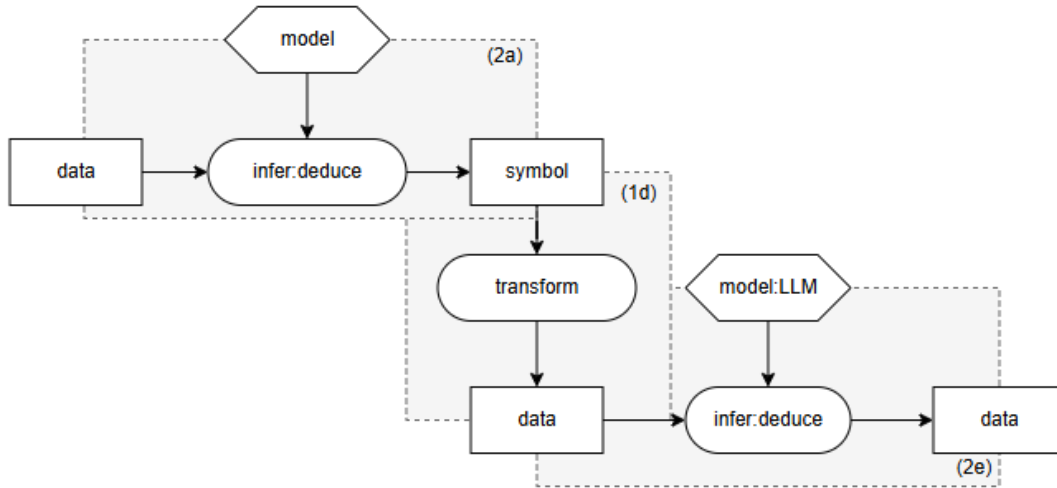 model
(2a)
data
infer:deduce
symbol
(1d)
transform
model:LLM
data
infer:deduce
data
(2e)